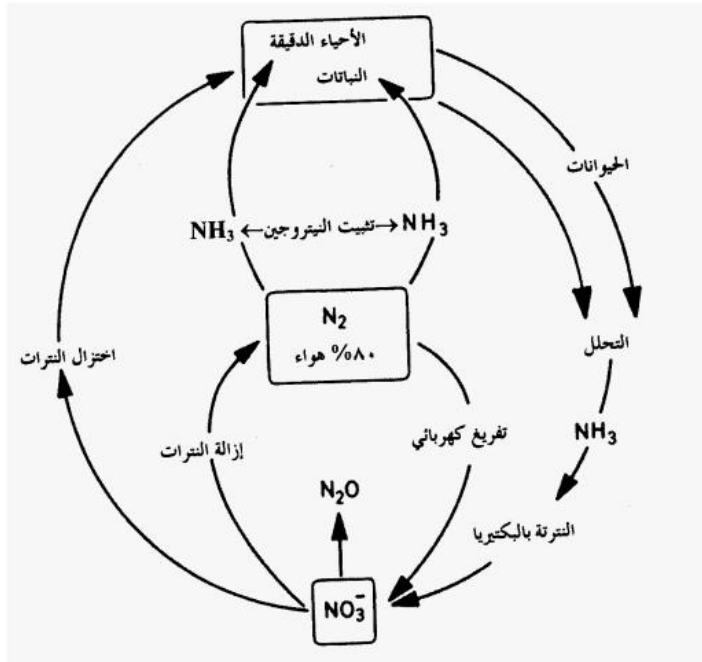 الأحياء الدقيقة
النباتات
الحيوانات
NH₃ ← تثبيت النيتروجين → NH₃
N₂
٨٠% هواء
التحلل
اختزال النترات
NH₃
تفريغ كهربائي
إزالة النترات
N₂O
النترتة بالبكتيريا
NO₃⁻